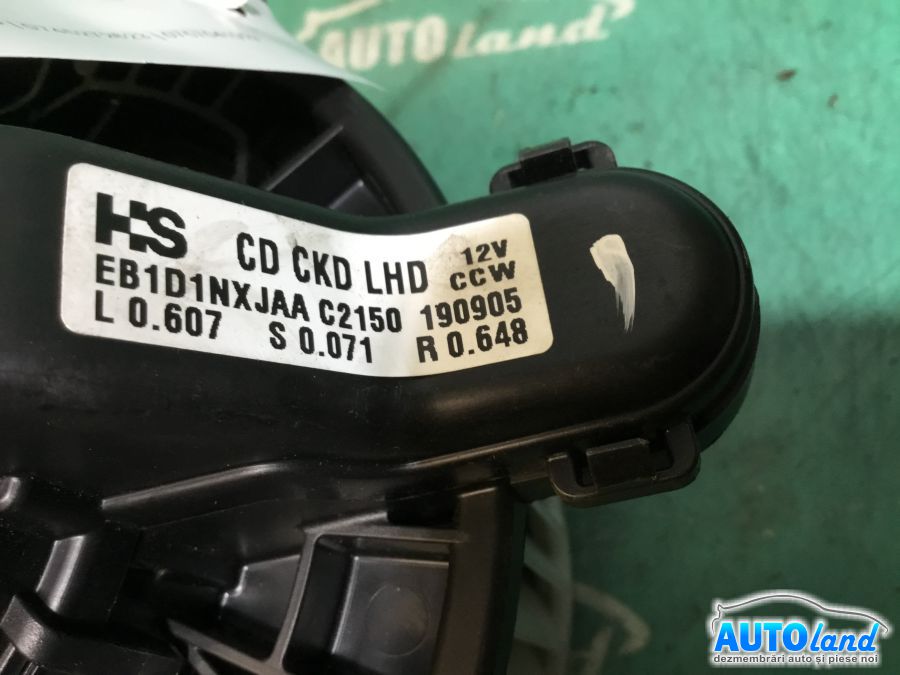 AUTOland
HS CD CKD LHD 12V CCW
EB1D1NXJAA C2150 190905
L 0.607 S 0.071 R 0.648
AUTOland
dezmembrări auto și piese noi